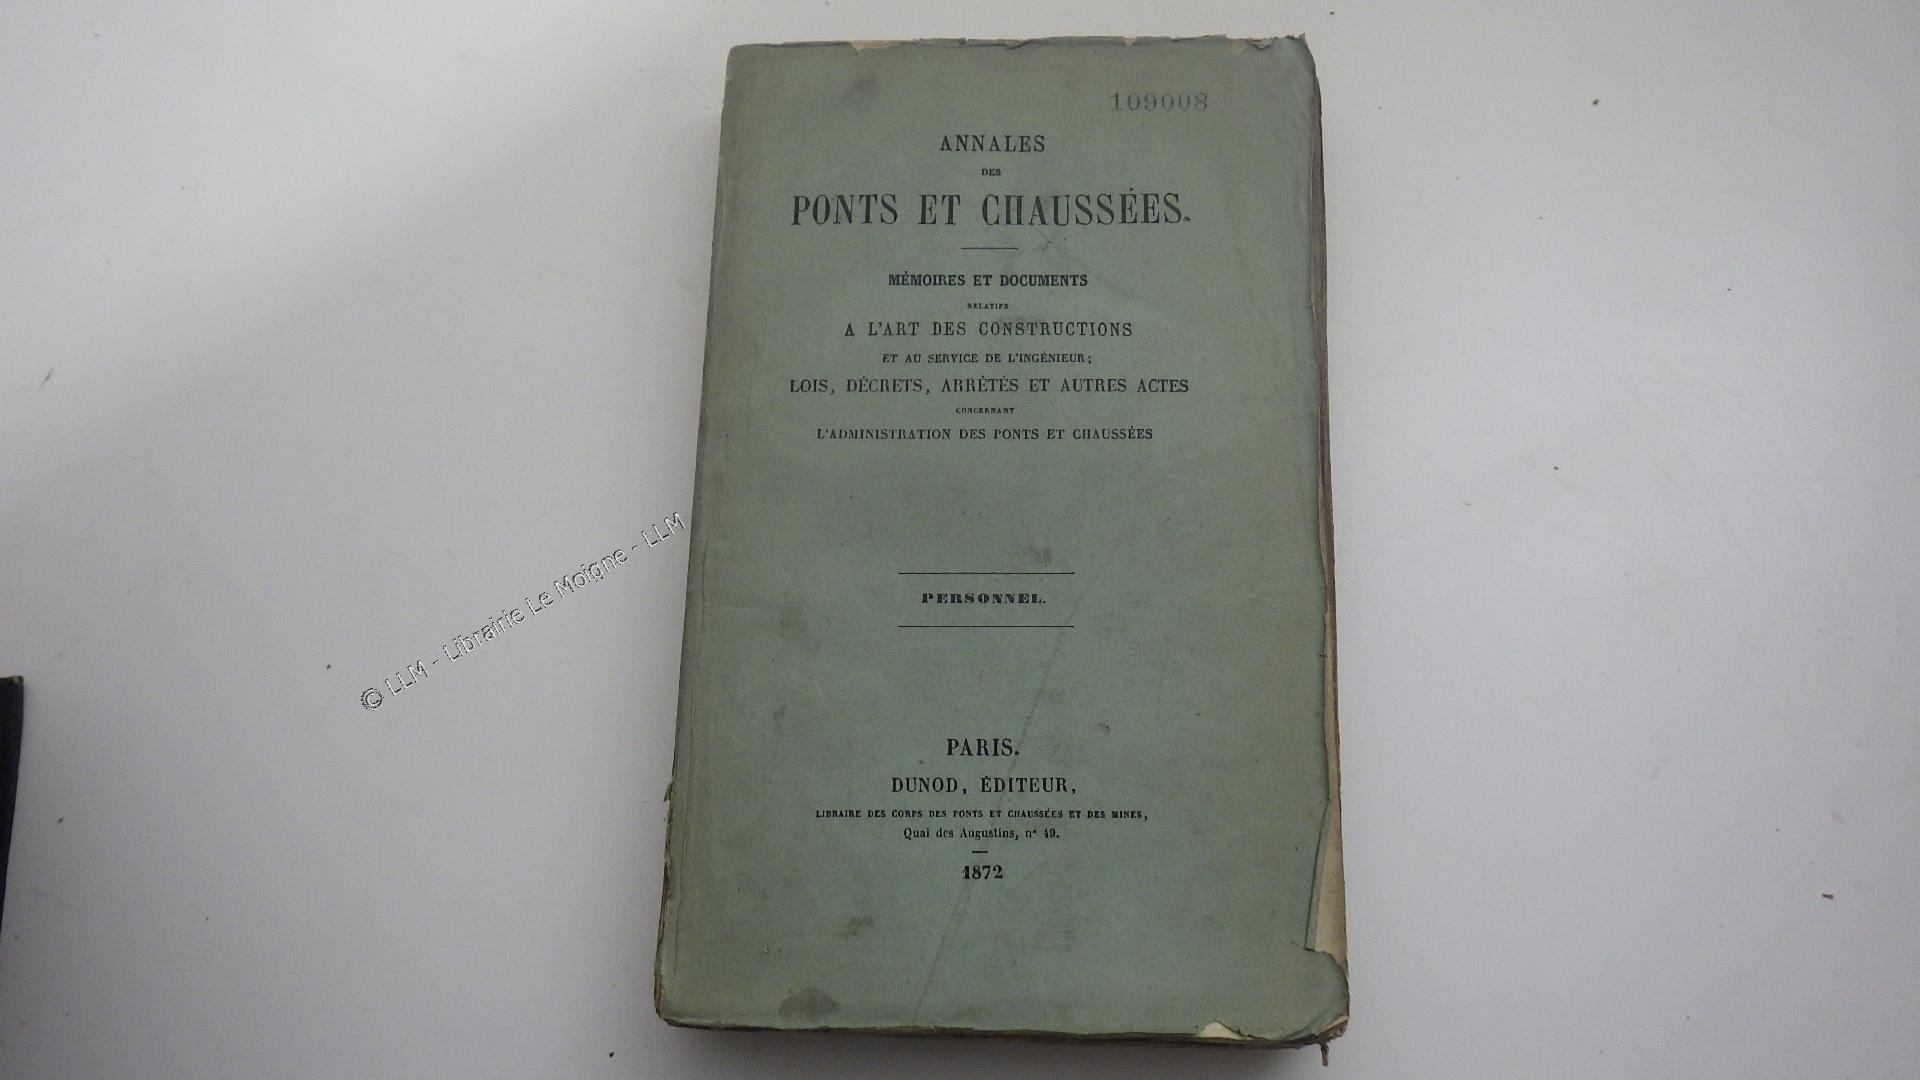 109008
ANNALES
DES
PONTS ET CHAUSSÉES.
MÉMOIRES ET DOCUMENTS
RELATIFS
A L'ART DES CONSTRUCTIONS
ET AU SERVICE DE L'INGÉNIEUR;
LOIS, DÉCRETS, ARRÊTÉS ET AUTRES ACTES
CONCERNANT
L'ADMINISTRATION DES PONTS ET CHAUSSÉES
PERSONNEL.
PARIS.
DUNOD, ÉDITEUR,
LIBRAIRE DES CORPS DES PONTS ET CHAUSSÉES ET DES MINES,
Quai des Augustins, n° 49.
1872
© LLM - Librairie Le Moigne - LLM